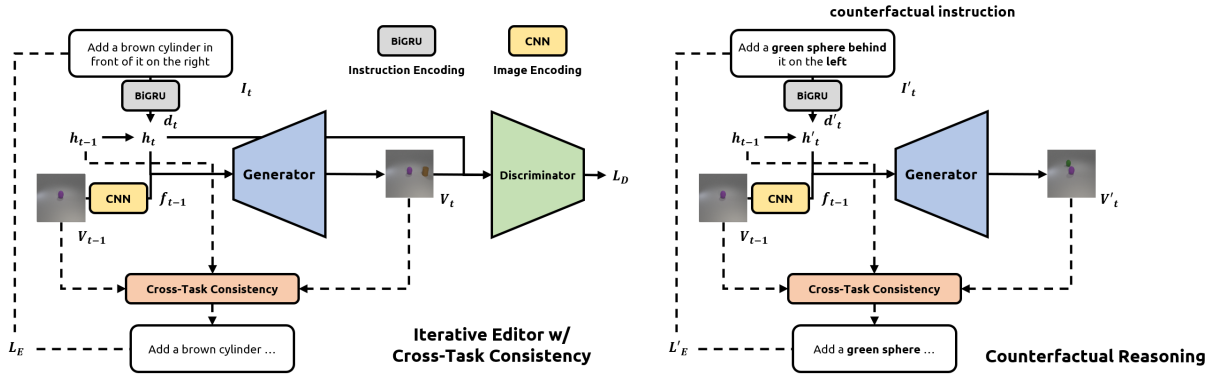 Add a brown cylinder in
front of it on the right
I_t
BiGRU
d_t
h_{t-1}
h_t
CNN
f_{t-1}
V_{t-1}
BiGRU
Instruction Encoding
CNN
Image Encoding
Generator
V_t
Discriminator
L_D
Cross-Task Consistency
L_E
Add a brown cylinder ...
Iterative Editor w/
Cross-Task Consistency
counterfactual instruction
Add a green sphere behind
it on the left
I'_t
BiGRU
d'_t
h_{t-1}
h'_t
CNN
f_{t-1}
V_{t-1}
Generator
V'_t
Cross-Task Consistency
L'_E
Add a green sphere ...
Counterfactual Reasoning